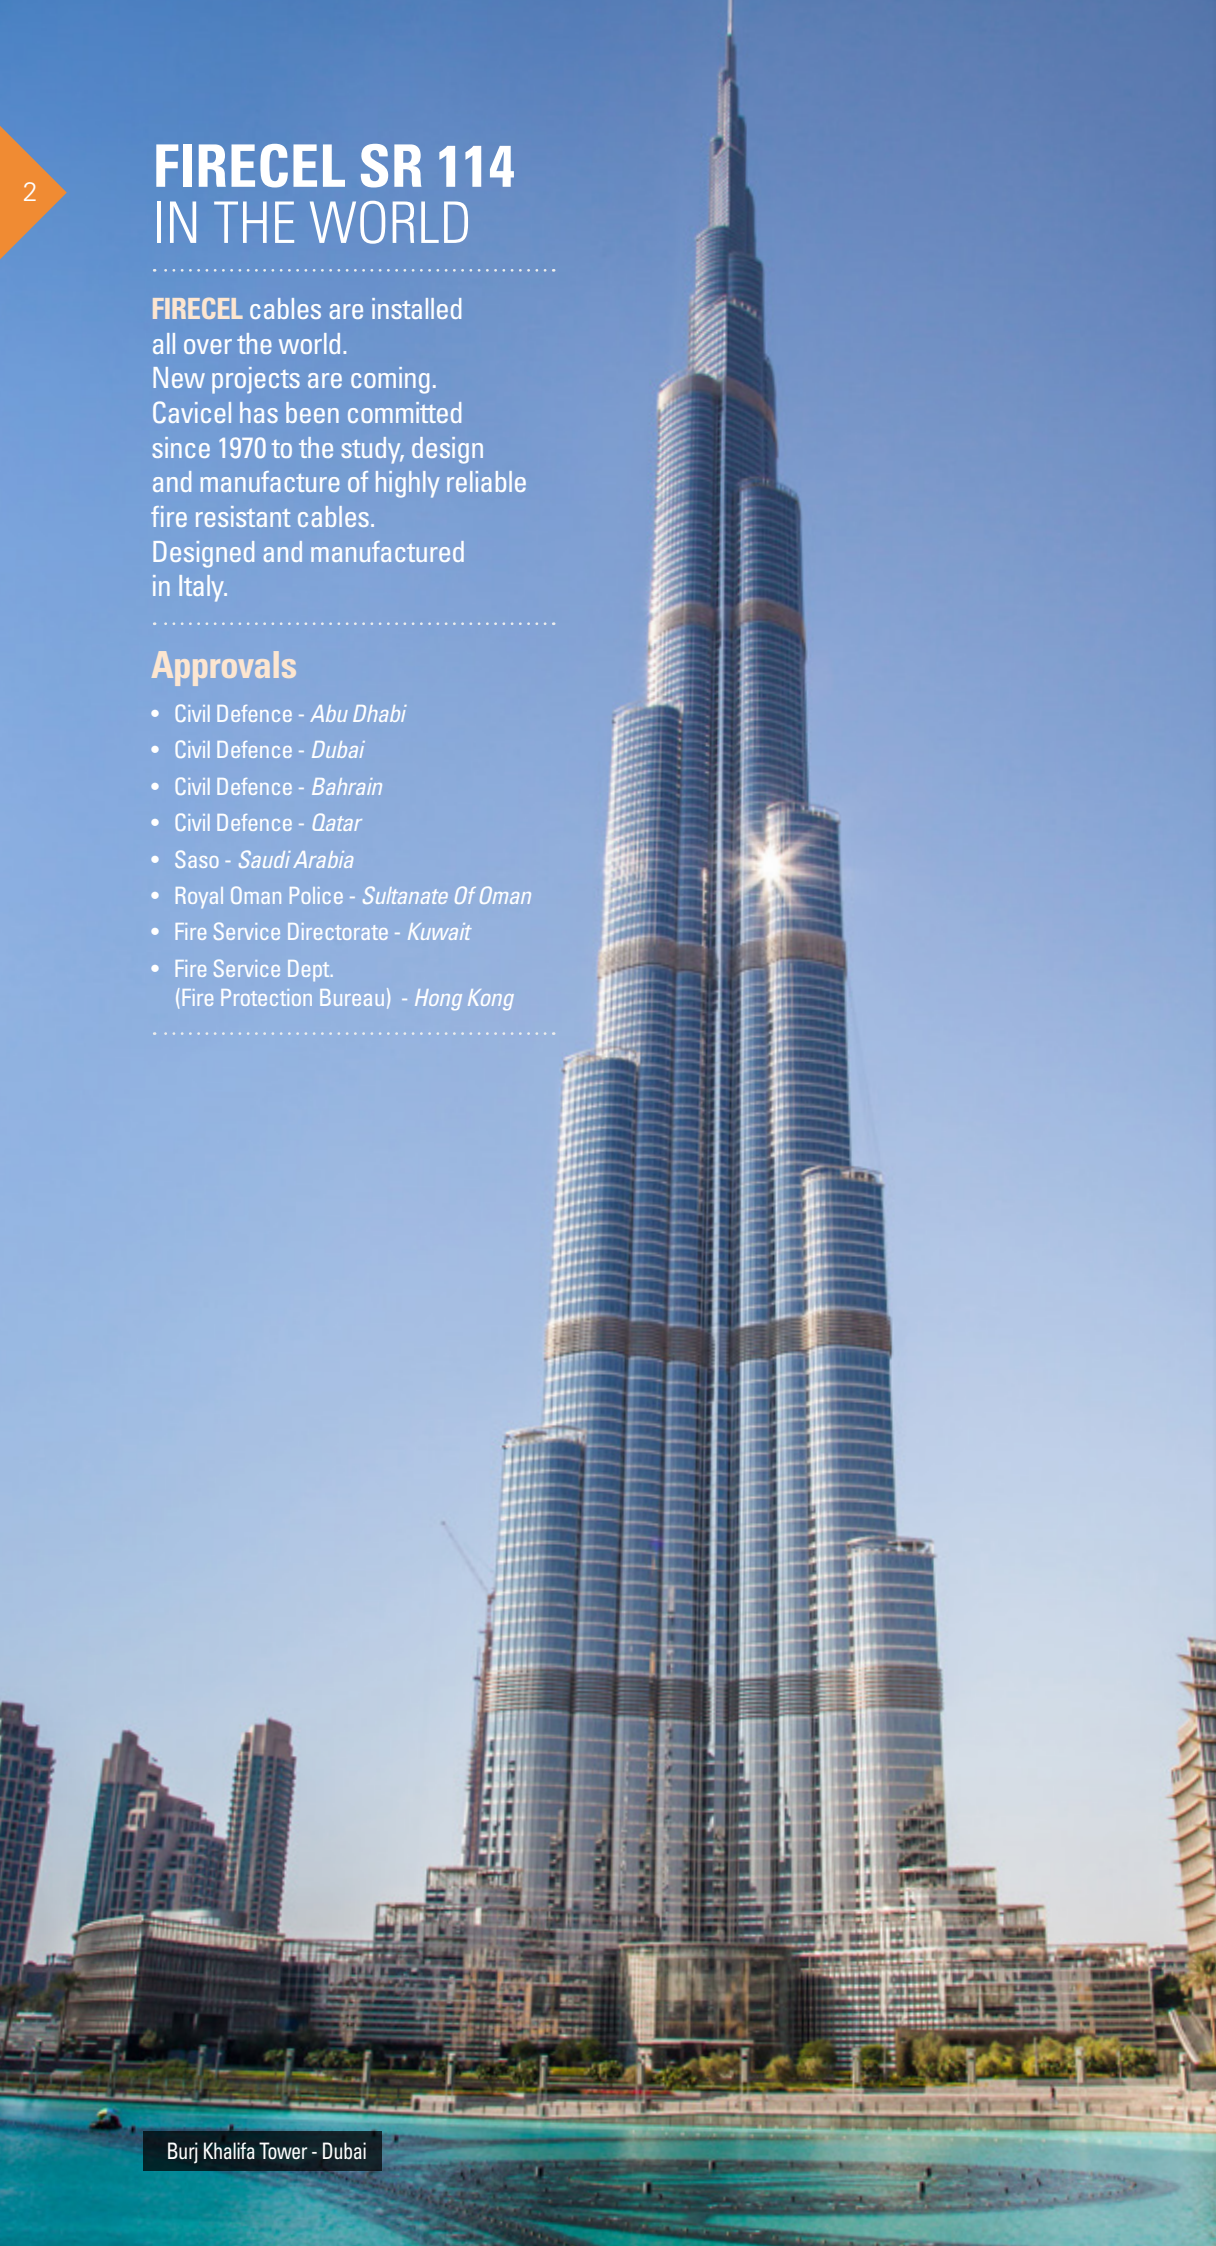 2
FIRECEL SR 114
IN THE WORLD
FIRECEL cables are installed
all over the world.
New projects are coming.
Cavicel has been committed
since 1970 to the study, design
and manufacture of highly reliable
fire resistant cables.
Designed and manufactured
in Italy.
Approvals
• Civil Defence - Abu Dhabi
• Civil Defence - Dubai
• Civil Defence - Bahrain
• Civil Defence - Qatar
• Saso - Saudi Arabia
• Royal Oman Police - Sultanate Of Oman
• Fire Service Directorate - Kuwait
• Fire Service Dept.
(Fire Protection Bureau) - Hong Kong
Burj Khalifa Tower - Dubai